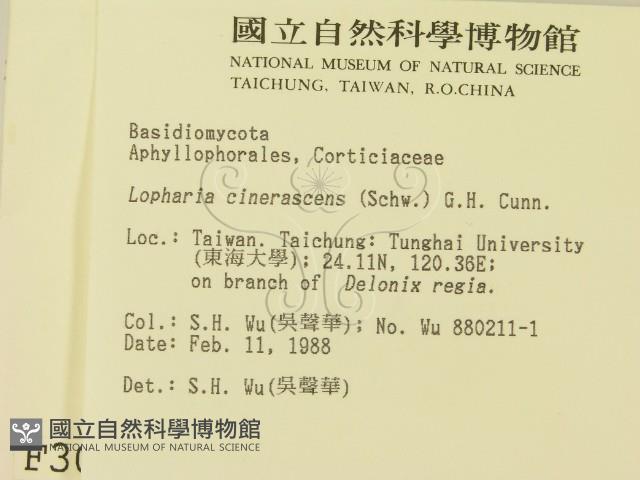 國立自然科學博物館
NATIONAL MUSEUM OF NATURAL SCIENCE
TAICHUNG, TAIWAN, R.O.CHINA
Basidiomycota
Aphyllophorales, Corticiaceae
Lopharia cinerascens (Schw.) G.H. Cunn.
Loc.: Taiwan. Taichung: Tunghai University
(東海大學); 24.11N, 120.36E;
on branch of Delonix regia.
Col.: S.H. Wu(吳聲華); No. Wu 880211-1
Date: Feb. 11, 1988
Det.: S.H. Wu(吳聲華)
國立自然科學博物館
NATIONAL MUSEUM OF NATURAL SCIENCE